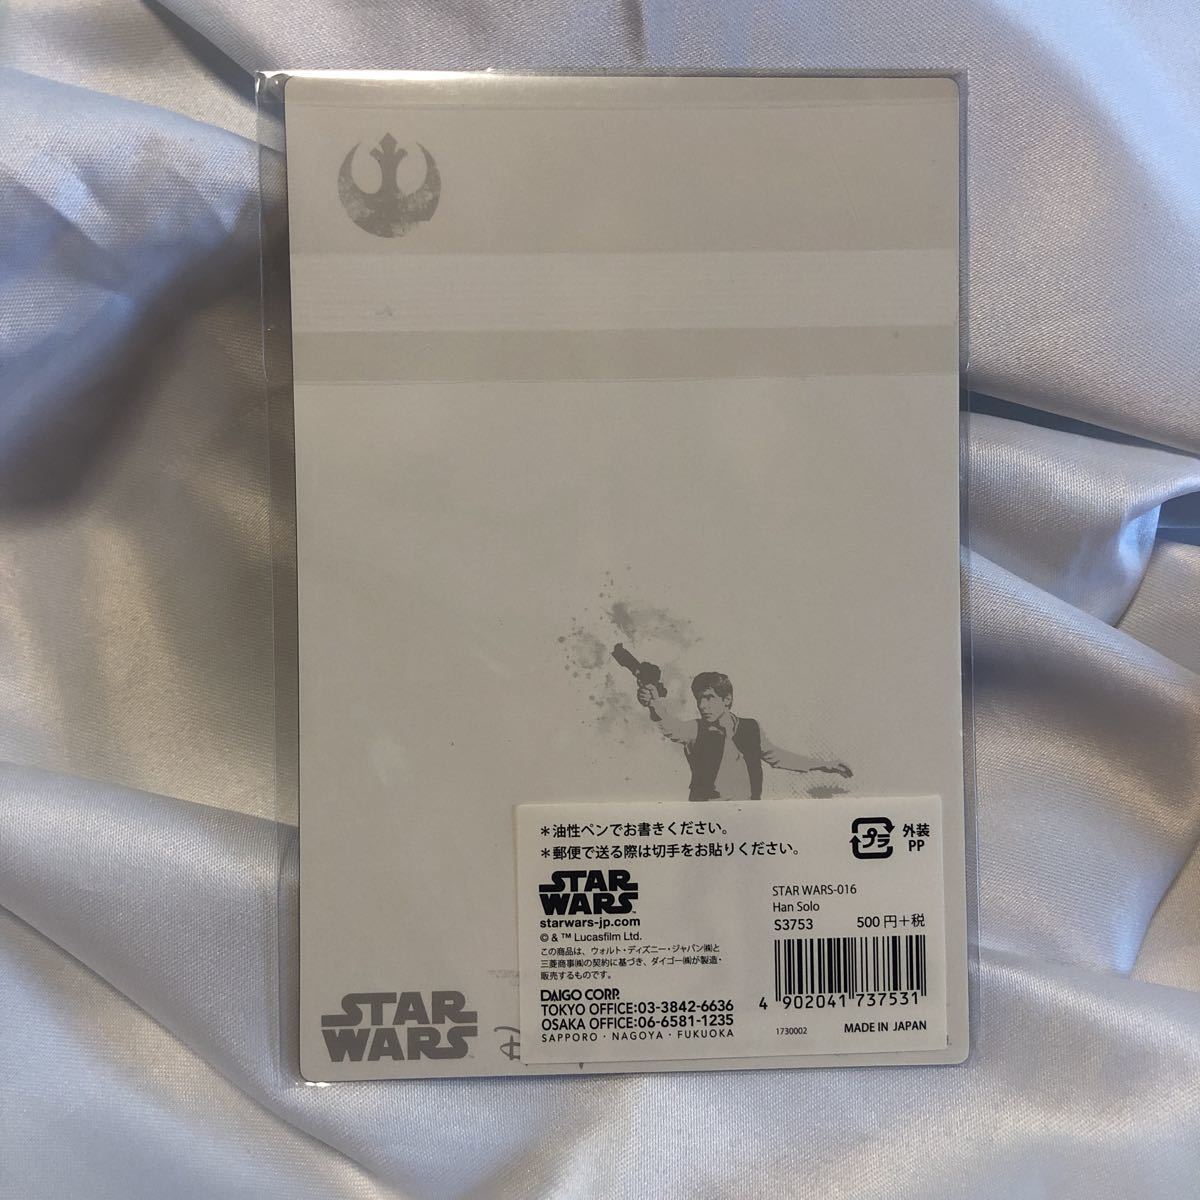 *油性ペンでお書きください。
*郵便で送る際は切手をお貼りください。
プラ
外装
PP
STAR
WARS
starwars-jp.com
© & ™ Lucasfilm Ltd.
この商品は、ウォルト・ディズニー・ジャパン㈱と
三菱商事㈱の契約に基づき、ダイゴー㈱が製造・
販売するものです。
DAIGO CORP.
TOKYO OFFICE:03-3842-6636
OSAKA OFFICE:06-6581-1235
SAPPORO・NAGOYA・FUKUOKA
STAR WARS-016
Han Solo
S3753 500円+税
4 902041 737531
1730002 MADE IN JAPAN
STAR
WARS